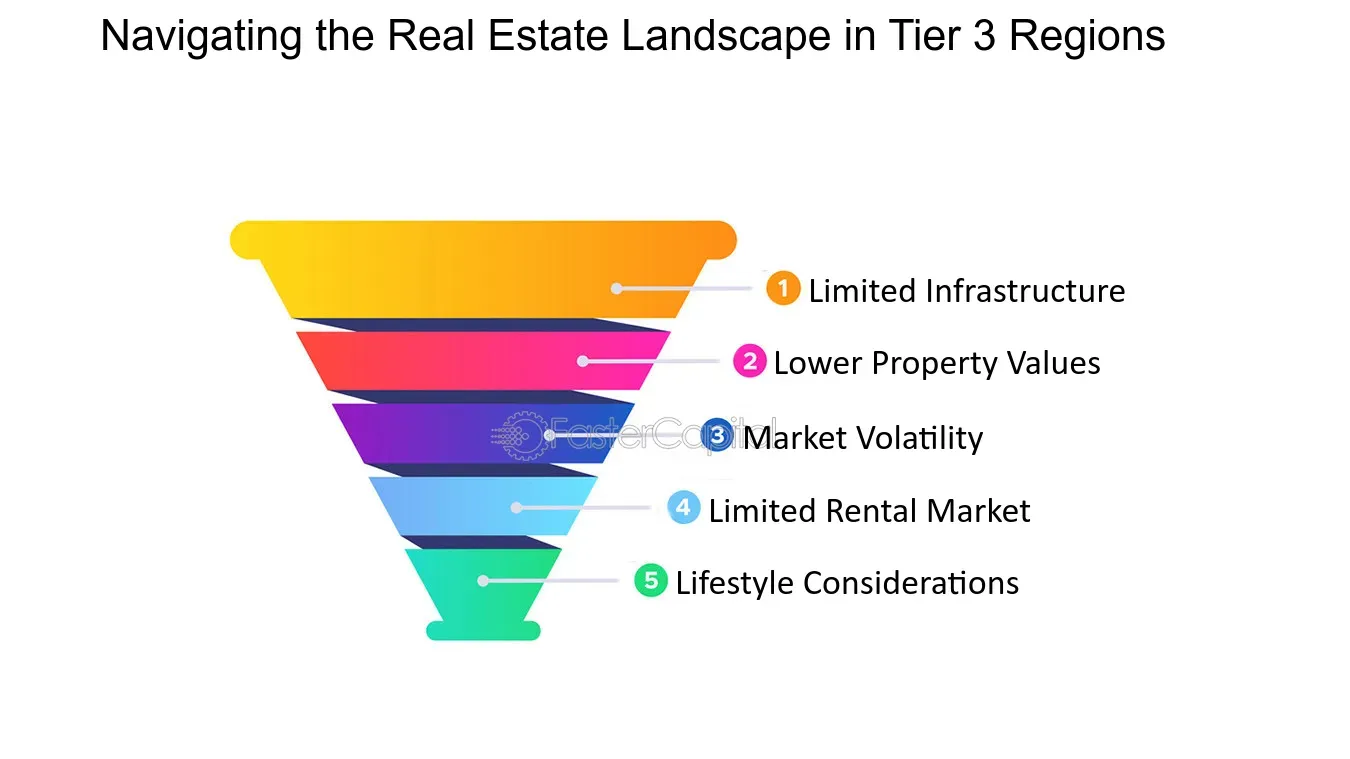 Navigating the Real Estate Landscape in Tier 3 Regions
1 Limited Infrastructure
2 Lower Property Values
FasterCapital
3 Market Volatility
4 Limited Rental Market
5 Lifestyle Considerations